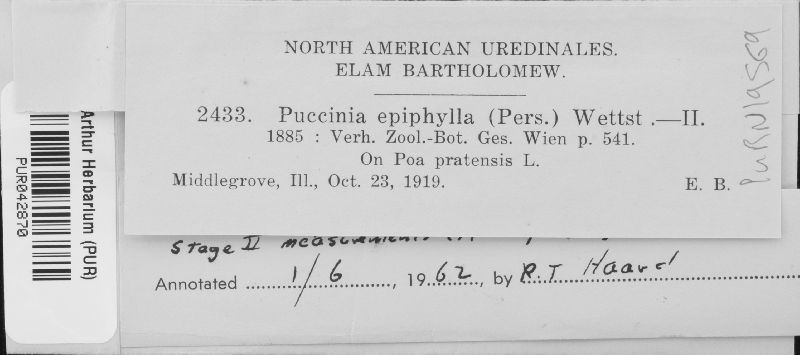 NORTH AMERICAN UREDINALES.
ELAM BARTHOLOMEW.
2433. Puccinia epiphylla (Pers.) Wettst.—II.
1885 : Verh. Zool.-Bot. Ges. Wien p. 541.
On Poa pratensis L.
Middlegrove, Ill., Oct. 23, 1919. E. B.
PURN19569
Arthur Herbarium (PUR)
PUR042870
Stage II measurements
Annotated 1/6, 1962, by R.T Haard